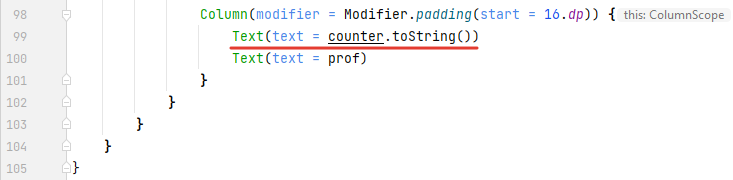 98 Column(modifier = Modifier.padding(start = 16.dp)) { this: ColumnScope
99 Text(text = counter.toString())
100 Text(text = prof)
101 }
102 }
103 }
104 }
105 }